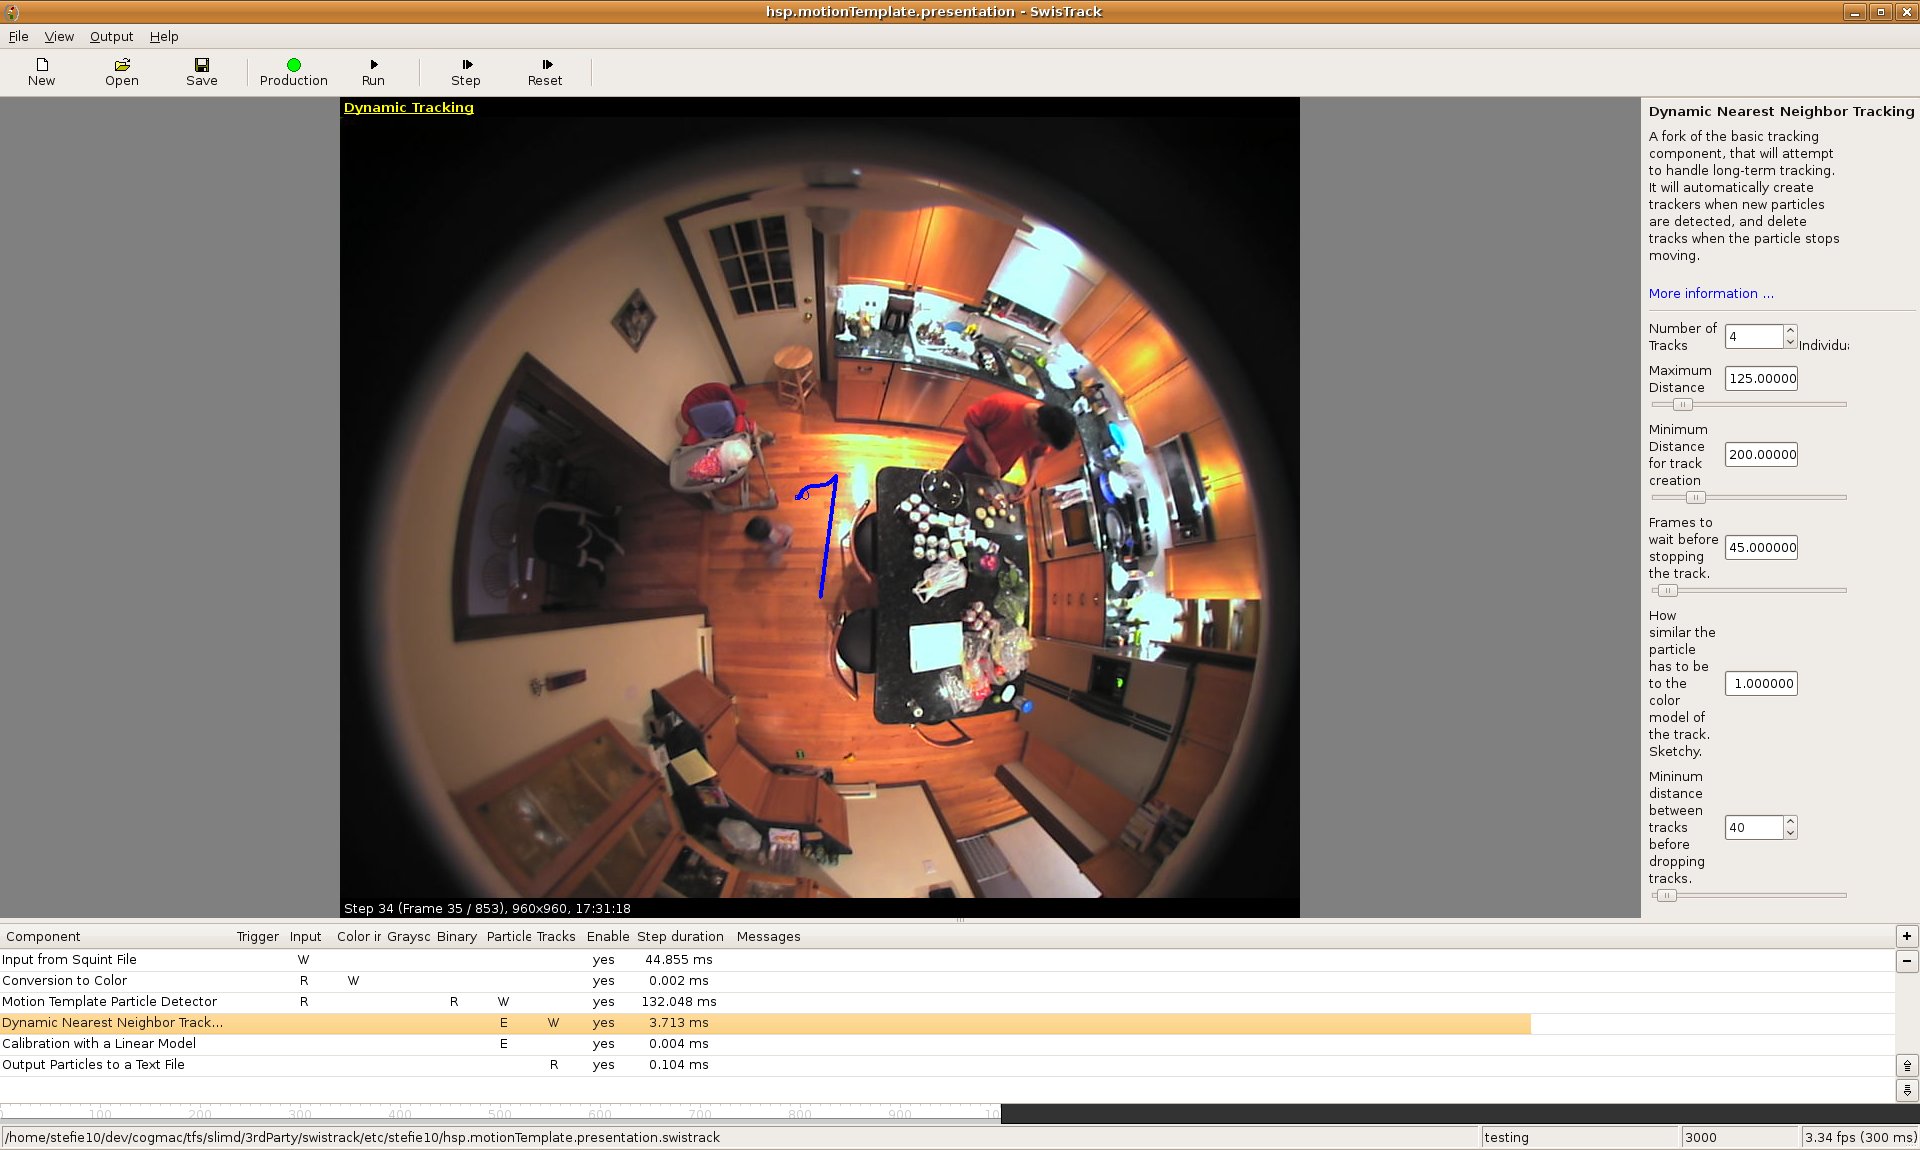 hsp.motionTemplate.presentation - SwisTrack
File View Output Help
New Open Save Production Run Step Reset
Dynamic Tracking
Step 34 (Frame 35 / 853), 960x960, 17:31:18
Dynamic Nearest Neighbor Tracking
A fork of the basic tracking
component, that will attempt
to handle long-term tracking.
It will automatically create
trackers when new particles
are detected, and delete
tracks when the particle stops
moving.
More information ...
Number of
Tracks
4
Individu
Maximum
Distance
125.00000
Minimum
Distance
for track
creation
200.00000
Frames to
wait before
stopping
the track.
45.000000
How
similar the
particle
has to be
to the
color
model of
the track.
Sketchy.
1.000000
Mininum
distance
between
tracks
before
dropping
tracks.
40
Component Trigger Input Color ir Graysc Binary Particle Tracks Enable Step duration Messages
Input from Squint File W yes 44.855 ms
Conversion to Color R W yes 0.002 ms
Motion Template Particle Detector R R W yes 132.048 ms
Dynamic Nearest Neighbor Track... E W yes 3.713 ms
Calibration with a Linear Model E yes 0.004 ms
Output Particles to a Text File R yes 0.104 ms
100 200 300 400 500 600 700 800 900 10
/home/stefie10/dev/cogmac/tfs/slimd/3rdParty/swistrack/etc/stefie10/hsp.motionTemplate.presentation.swistrack testing 3000 3.34 fps (300 ms)